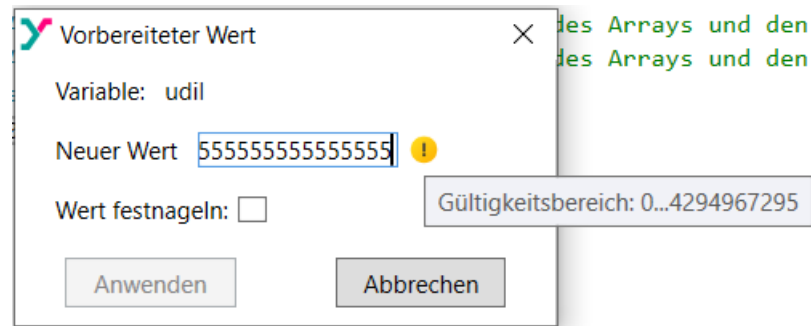 des Arrays und den
Vorbereiteter Wert
des Arrays und den
Variable: udil
Neuer Wert 555555555555555
Gültigkeitsbereich: 0...4294967295
Wert festnageln:
Anwenden Abbrechen